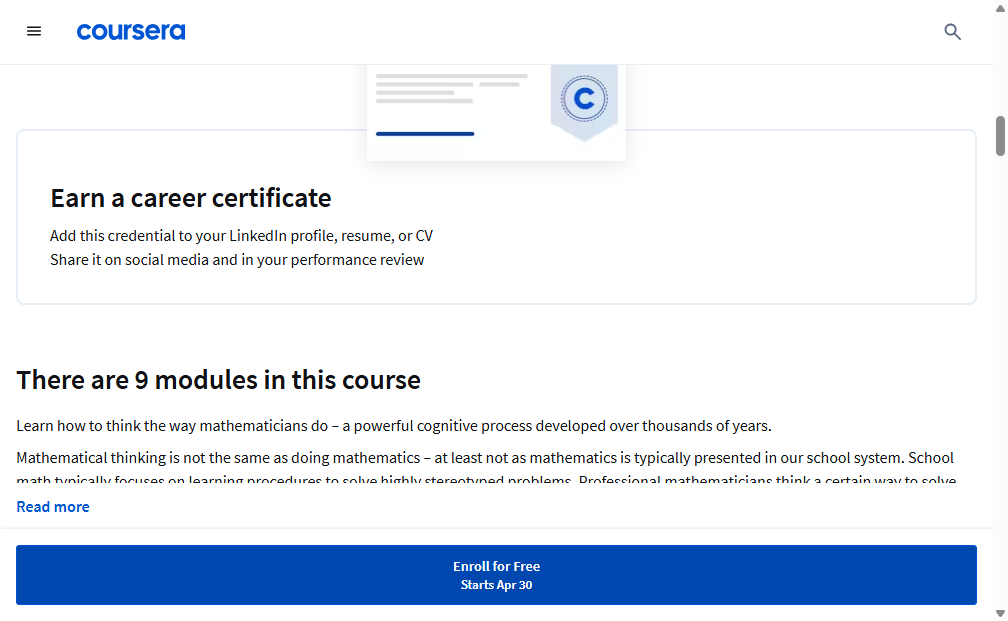 coursera
C
Earn a career certificate
Add this credential to your LinkedIn profile, resume, or CV
Share it on social media and in your performance review
There are 9 modules in this course
Learn how to think the way mathematicians do – a powerful cognitive process developed over thousands of years.
Mathematical thinking is not the same as doing mathematics – at least not as mathematics is typically presented in our school system. School
math typically focuses on learning procedures to solve highly stereotyped problems. Professional mathematicians think a certain way to solve
Read more
Enroll for Free
Starts Apr 30